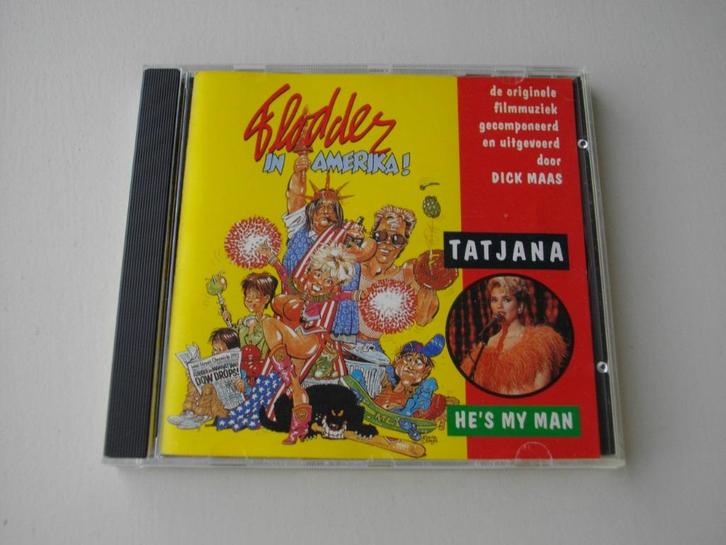 Flodder
IN AMERIKA!
de originele
filmmuziek
gecomponeerd
en uitgevoerd
door
DICK MAAS
TATJANA
DOW DROPS!
HE'S MY MAN